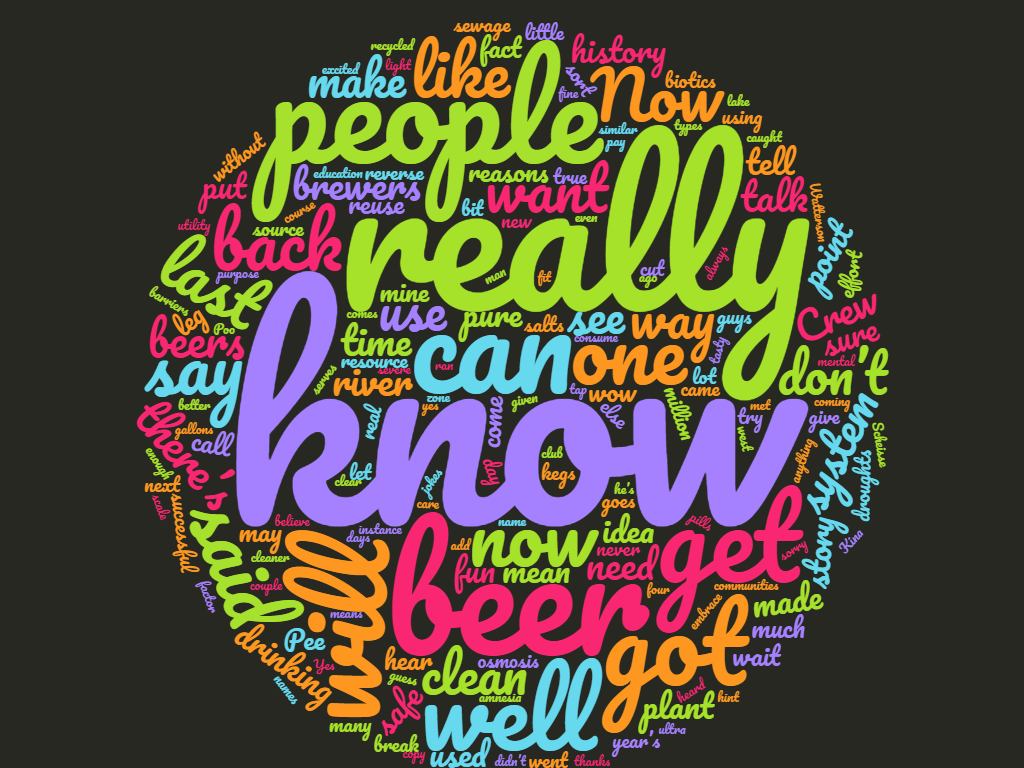 sewage
little
recycled
fact
history
like
excited
light
make
sort
Now
biotics
fine
people
lake
using
similar
types
pay
caught
without
tell
education
reverse
reasons
true
brewers
want
put
talk
reuse
bit
course
new
even
utility
source
back
really
Watterson
point
last
purpose
man
fit
cut
ago
always
effort
barriers
mine
leg
Poo
comes
use
pure
salts
see
way
guys
Crew
sure
beers
time
consume
tasty
can
one
resource
severe
ran
mental
say
serves
river
lot
don't
came
better
zone
yes
given
tap
wow
met
coming
there's
gallons
call
real
know
come
else
million
try
west
give
system
Scheisse
enough
club
let
clear
jokes
day
kegs
anything
droughts
next
scale
successful
he's
care
goes
believe
name
pills
may
instance
days
now
idea
get
story
Kina
cleaner
add
never
sorry
said
will
fun
mean
need
couple
factor
beer
four
communities
embrace
made
means
got
much
drinking
Pee
Yes
hear
osmosis
wait
guess
clean
names
safe
amnesia
heard
hint
well
plant
many
break
copy
used
didn't
went
thanks
year's
ultra